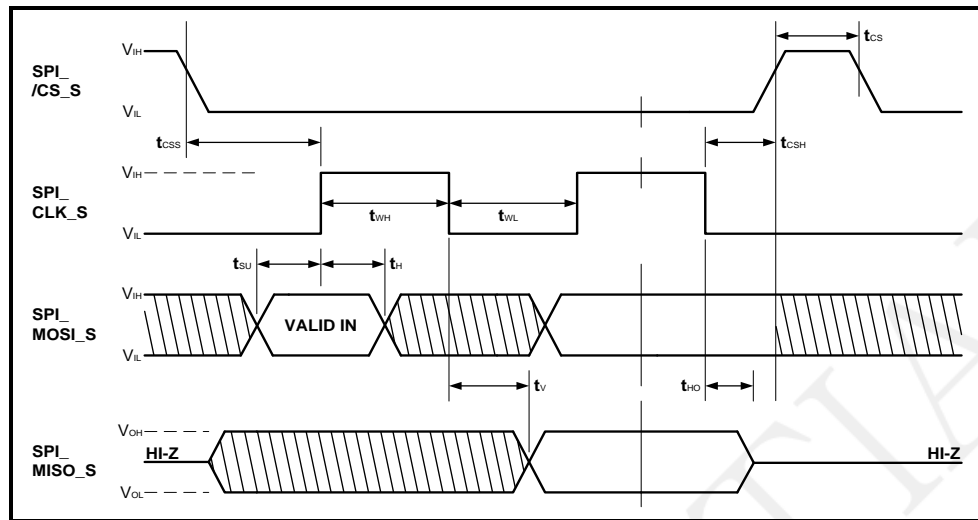 SPI_
/CS_S
VIH
VIL
tCS
tCSS
tCSH
SPI_
CLK_S
VIH
VIL
tWH
tWL
tSU
tH
SPI_
MOSI_S
VIH
VIL
VALID IN
tV
tHO
SPI_
MISO_S
VOH
HI-Z
VOL
HI-Z